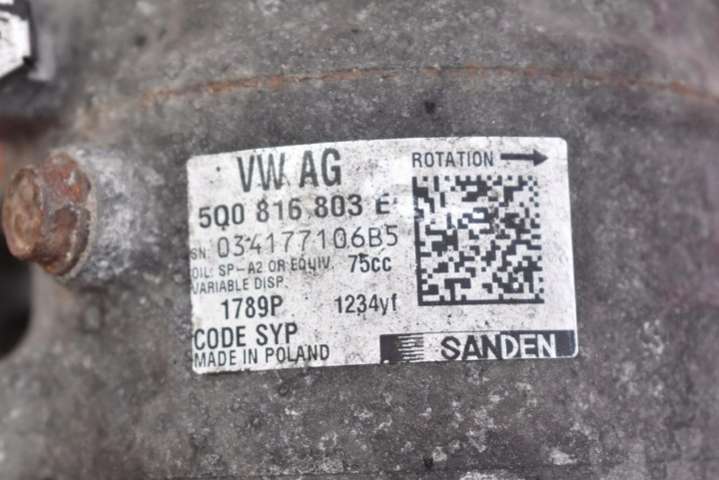 VW AG
ROTATION
5Q0 816 803 E
SN 034177106B5
OIL: SP-A2 OR EQUIV. 75cc
VARIABLE DISP.
1789P 1234yf
CODE SYP
MADE IN POLAND
SANDEN